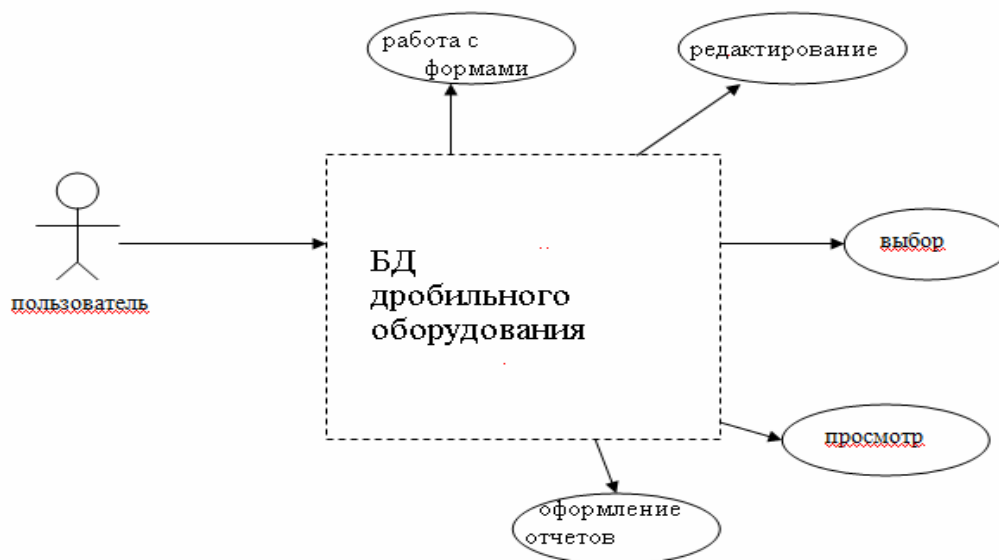 работа с
формами
редактирование
выбор
пользователь
БД
дробильного
оборудования
просмотр
оформление
отчетов